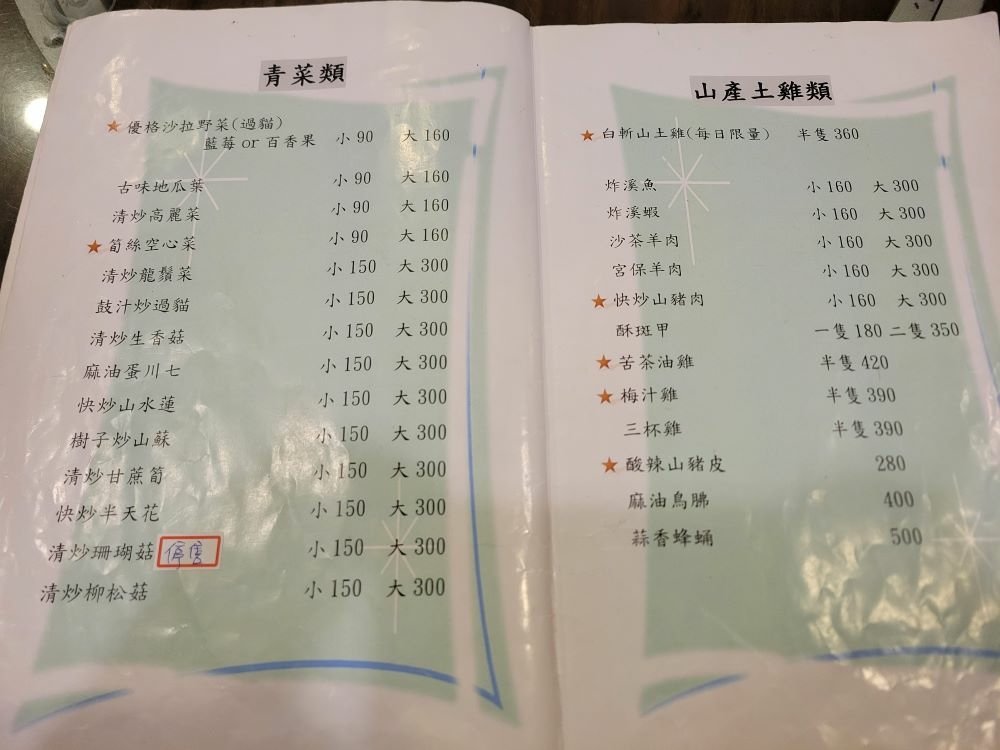 青菜類
★優格沙拉野菜(過貓)
藍莓 or 百香果 小 90 大 160
古味地瓜葉 小 90 大 160
清炒高麗菜 小 90 大 160
★筍絲空心菜 小 90 大 160
清炒龍鬚菜 小 150 大 300
鼓汁炒過貓 小 150 大 300
清炒生香菇 小 150 大 300
麻油蛋川七 小 150 大 300
快炒山水蓮 小 150 大 300
樹子炒山蘇 小 150 大 300
清炒甘蔗筍 小 150 大 300
快炒半天花 小 150 大 300
清炒珊瑚菇 停售 小 150 大 300
清炒柳松菇 小 150 大 300
山產土雞類
★白斬山土雞(每日限量) 半隻 360
炸溪魚 小 160 大 300
炸溪蝦 小 160 大 300
沙茶羊肉 小 160 大 300
宮保羊肉 小 160 大 300
★快炒山豬肉 小 160 大 300
酥斑甲 一隻 180 二隻 350
★苦茶油雞 半隻 420
★梅汁雞 半隻 390
三杯雞 半隻 390
★酸辣山豬皮 280
麻油鳥胇 400
蒜香蜂蛹 500